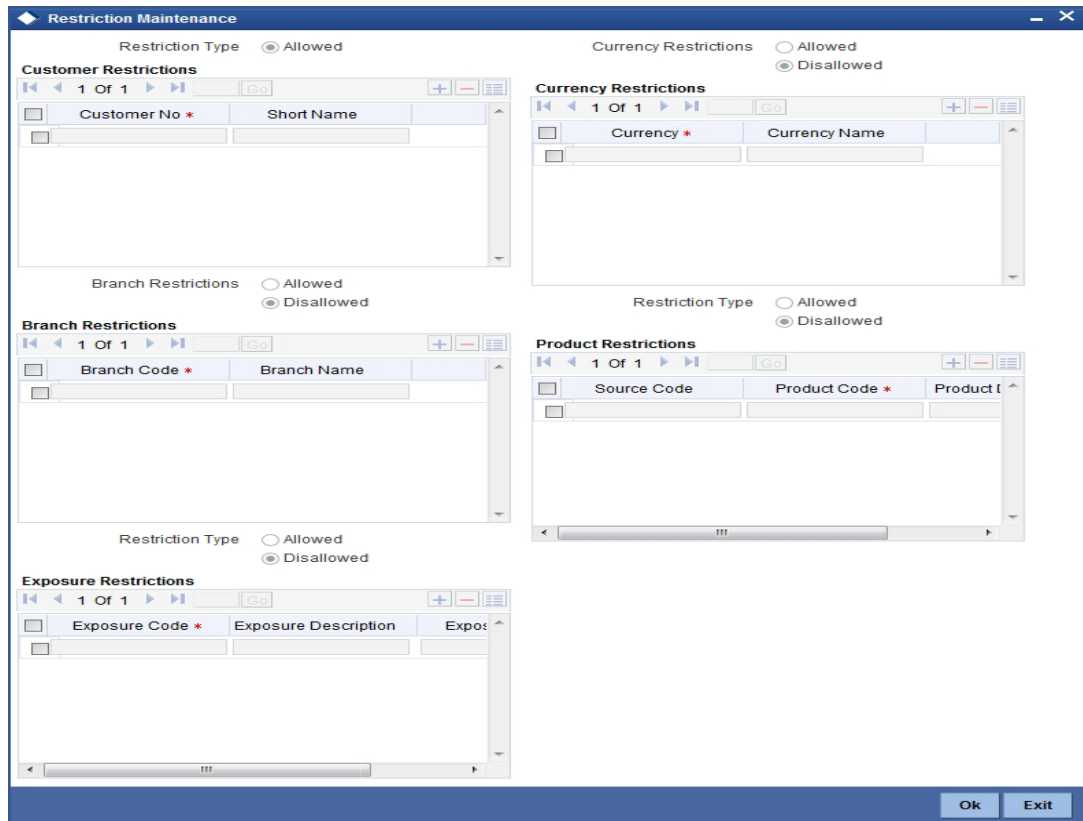 Restriction Maintenance
Restriction Type Allowed
Customer Restrictions
1 Of 1 Go
Customer No * Short Name
Branch Restrictions Allowed
Disallowed
Branch Restrictions
1 Of 1 Go
Branch Code * Branch Name
Restriction Type Allowed
Disallowed
Exposure Restrictions
1 Of 1 Go
Exposure Code * Exposure Description Expos
Currency Restrictions Allowed
Disallowed
Currency Restrictions
1 Of 1 Go
Currency * Currency Name
Restriction Type Allowed
Disallowed
Product Restrictions
1 Of 1 Go
Source Code Product Code * Product
Ok Exit